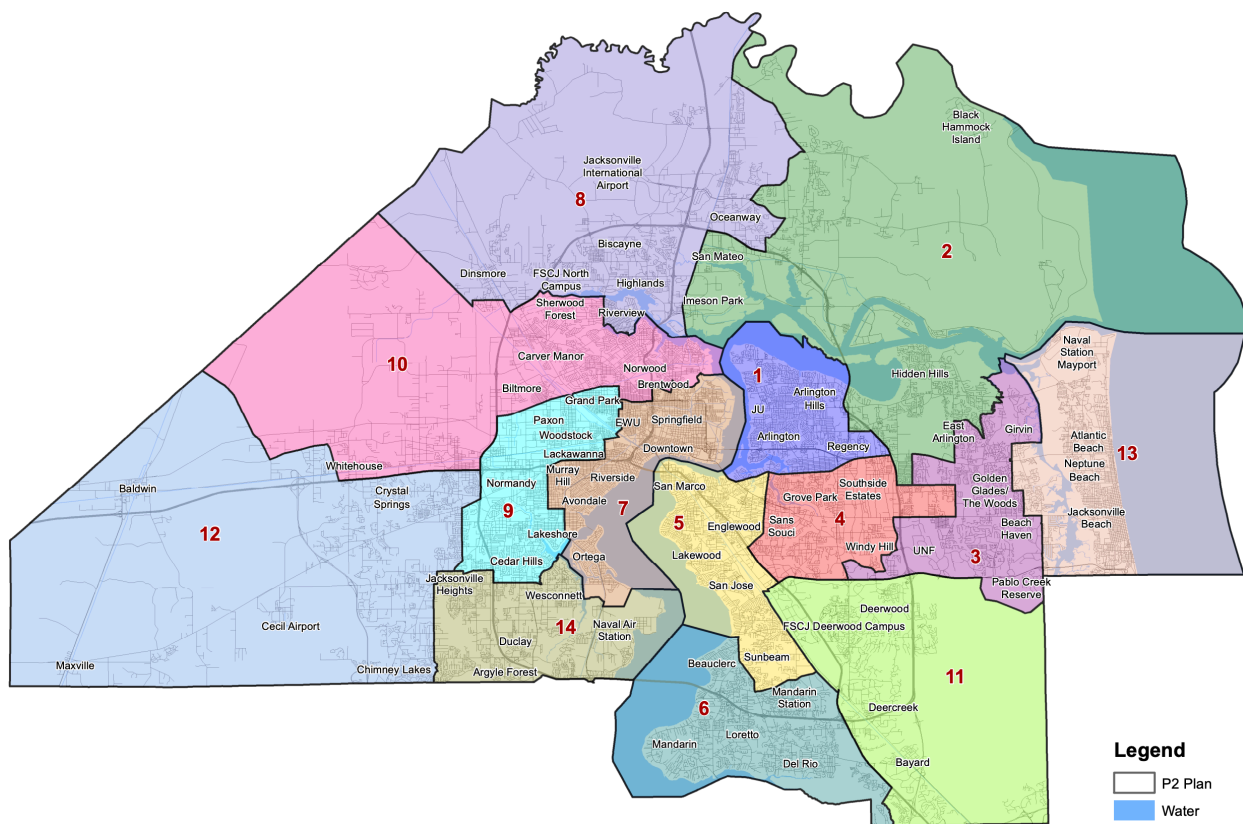 Black
Hammock
Island
Jacksonville
International
Airport
8
Oceanway
2
Biscayne
San Mateo
Dinsmore
FSCJ North
Campus
Highlands
Imeson Park
Sherwood
Forest
Riverview
Naval
Station
Mayport
10
Carver Manor
Norwood
1
Hidden Hills
Biltmore
Brentwood
Arlington
Hills
Grand Park
JU
Paxon
EWU
Springfield
Girvin
Woodstock
Arlington
Regency
East
Arlington
Atlantic
Beach
13
Lackawanna
Downtown
Whitehouse
Murray
Hill
Riverside
Neptune
Beach
Baldwin
Crystal
Springs
Normandy
San Marco
Southside
Estates
Grove Park
Golden
Glades/
The Woods
Avondale
9
7
5
4
Jacksonville
Beach
12
Lakeshore
Englewood
Sans
Souci
Beach
Haven
Windy Hill
UNF
3
Cedar Hills
Ortega
Lakewood
San Jose
Jacksonville
Heights
Wesconnett
Pablo Creek
Reserve
Cecil Airport
14
Naval Air
Station
Deerwood
FSCJ Deerwood Campus
Duclay
Maxville
Chimney Lakes
Argyle Forest
Beauclerc
Sunbeam
11
Mandarin
Station
6
Deercreek
Loretto
Mandarin
Del Rio
Bayard
Legend
P2 Plan
Water